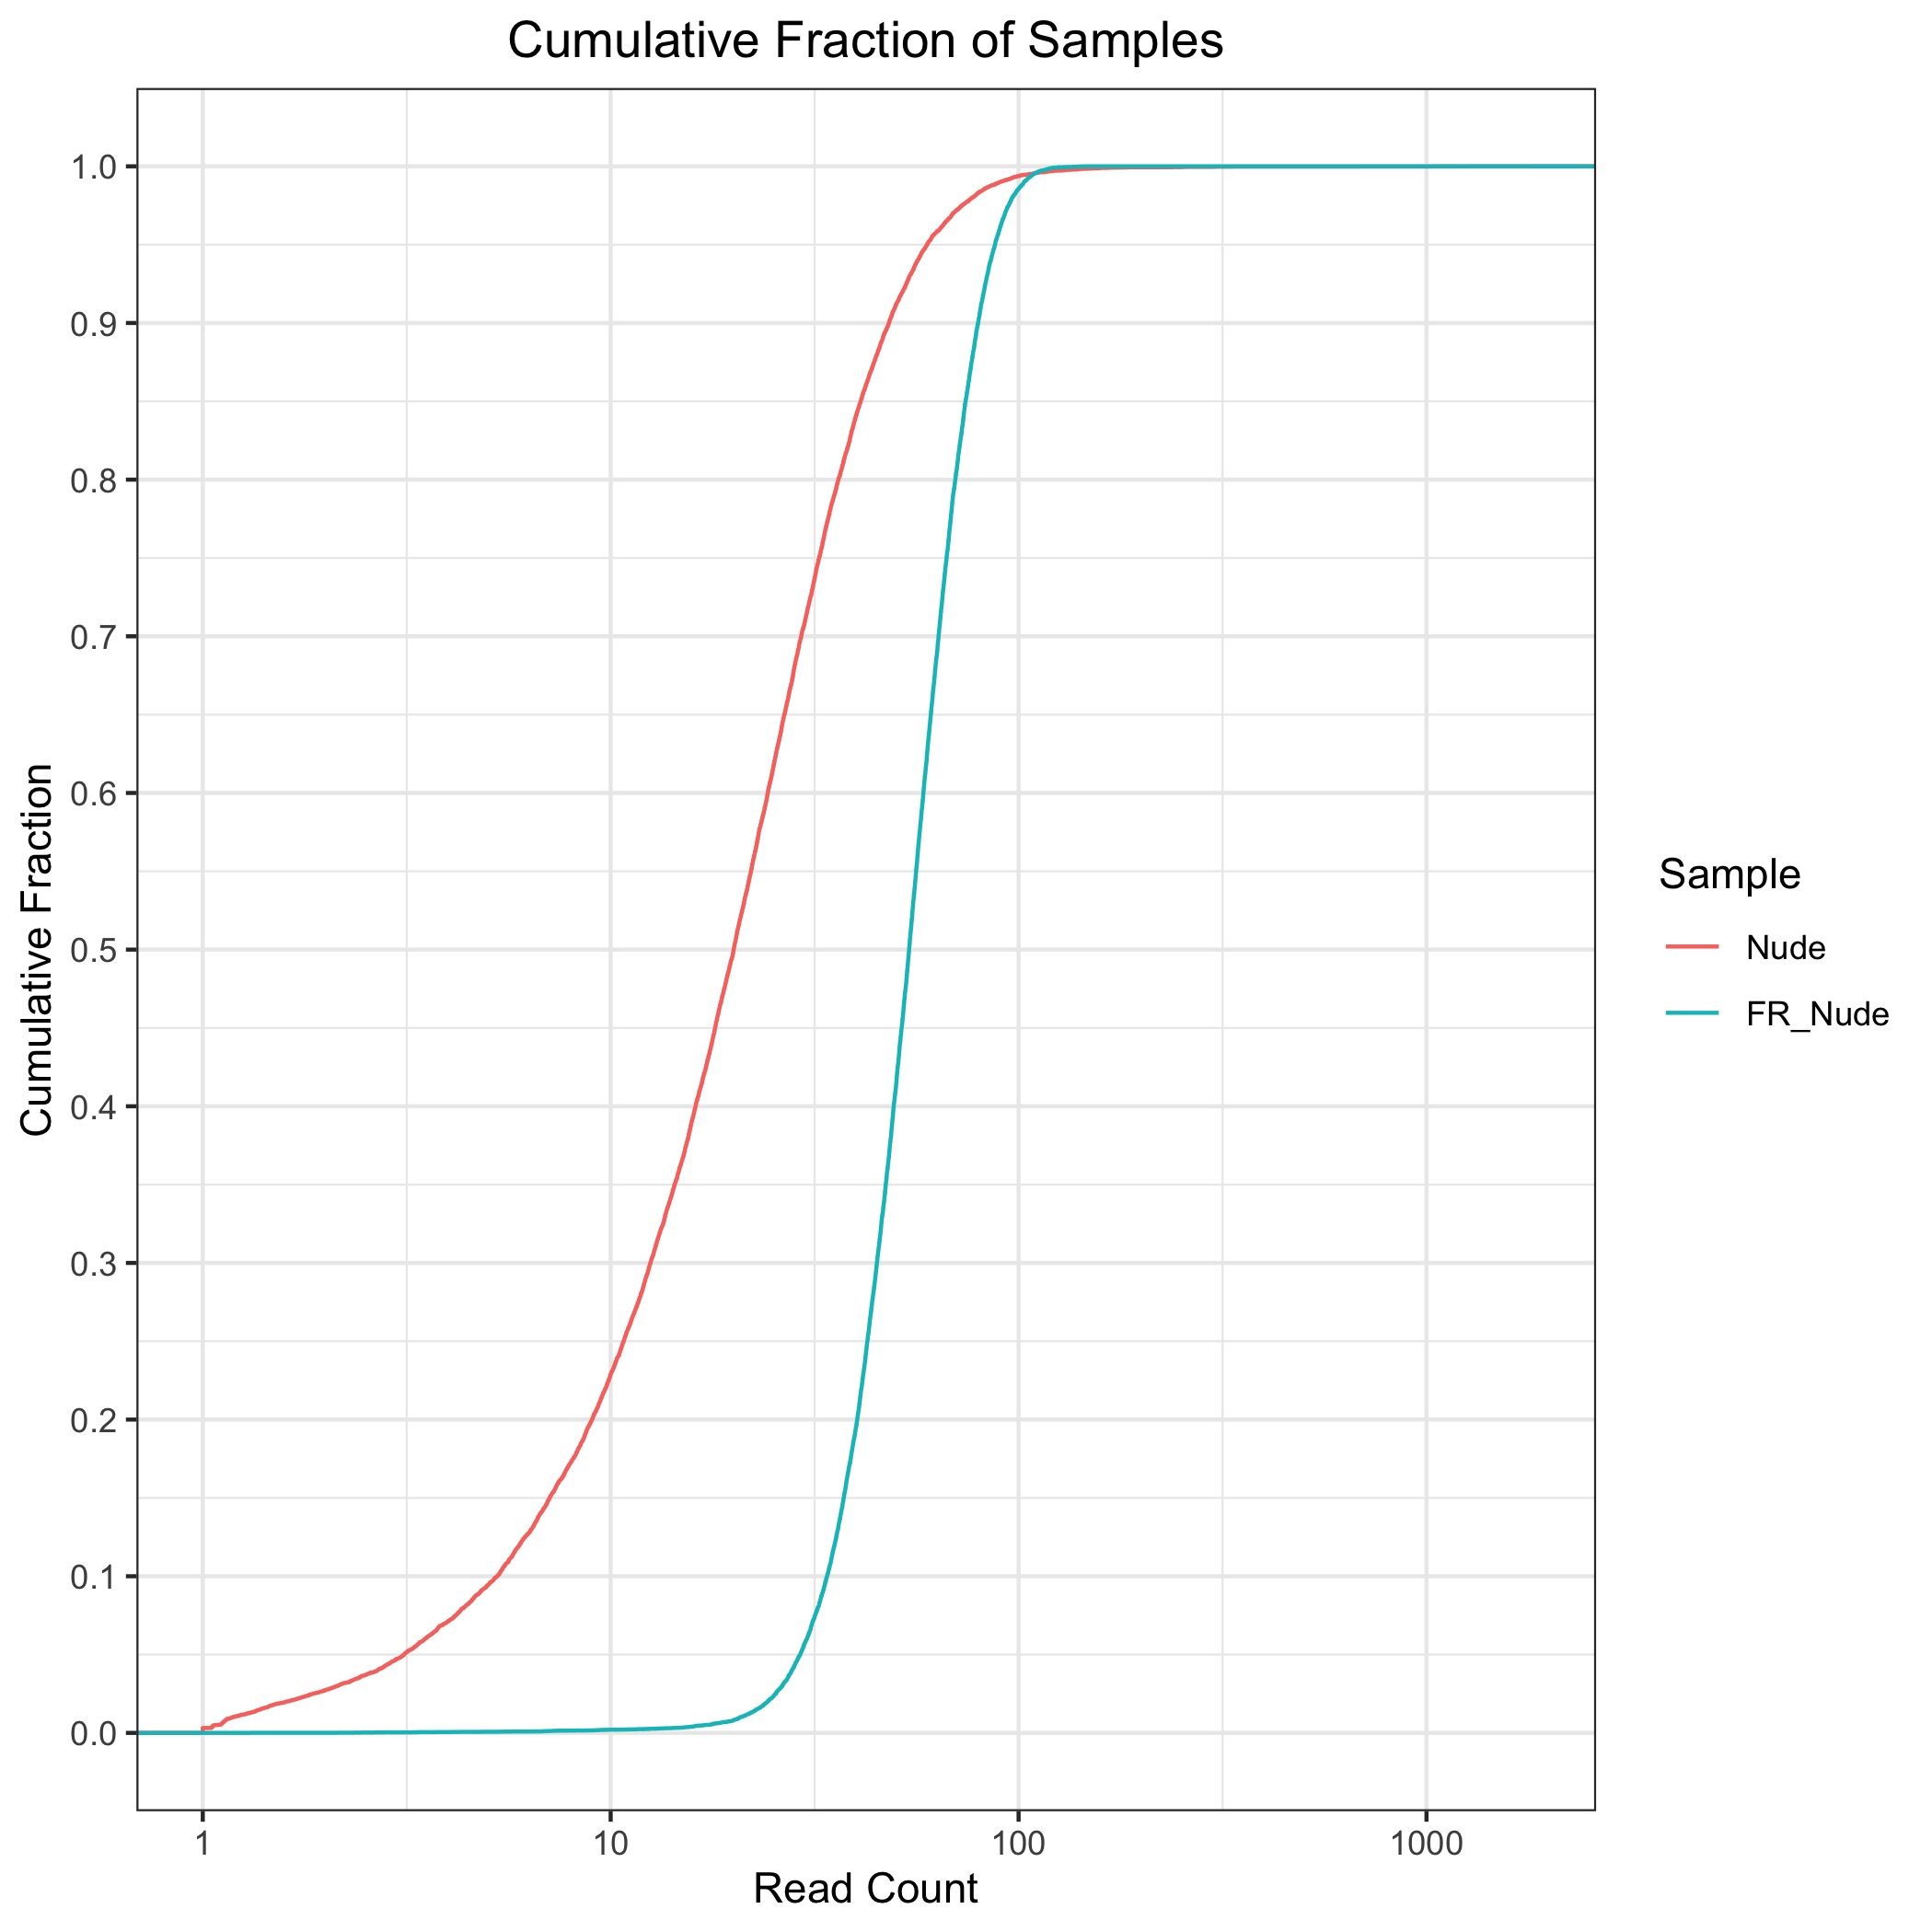 Cumulative Fraction of Samples
Cumulative Fraction
1.0
0.9
0.8
0.7
0.6
0.5
0.4
0.3
0.2
0.1
0.0
1 10 100 1000
Read Count
Sample
Nude
FR_Nude